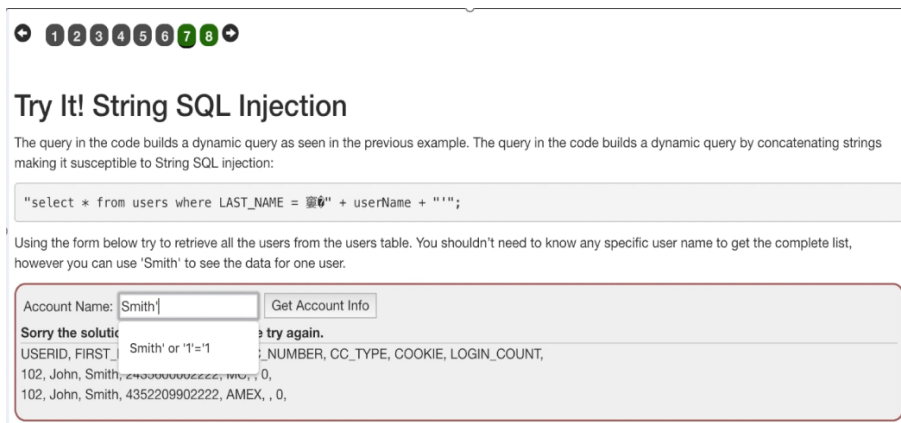 1 2 3 4 5 6 7 8
Try It! String SQL Injection
The query in the code builds a dynamic query as seen in the previous example. The query in the code builds a dynamic query by concatenating strings
making it susceptible to String SQL injection:
"select * from users where LAST_NAME = " + userName + "'";
Using the form below try to retrieve all the users from the users table. You shouldn't need to know any specific user name to get the complete list,
however you can use 'Smith' to see the data for one user.
Account Name: Smith' Get Account Info
Sorry the try again.
Smith' or '1'='1
USERID, CC_TYPE, COOKIE, LOGIN_COUNT,
102, John, Smith, , 0,
102, John, Smith, 4352209902222, AMEX, , 0,